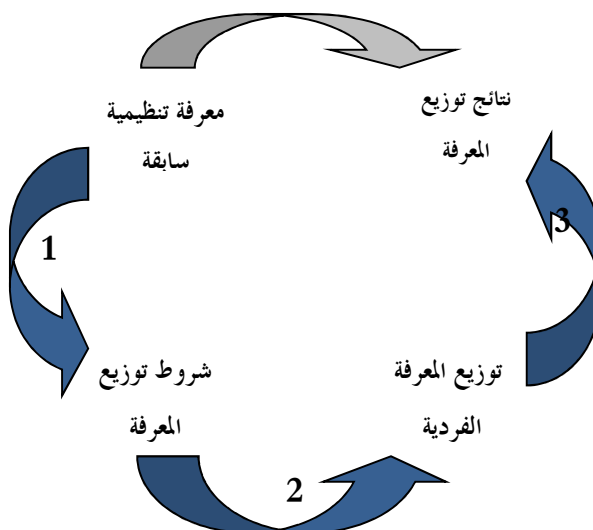 نتائج توزيع
المعرفة
معرفة تنظيمية
سابقة
3
1
توزيع المعرفة
الفردية
شروط توزيع
المعرفة
2